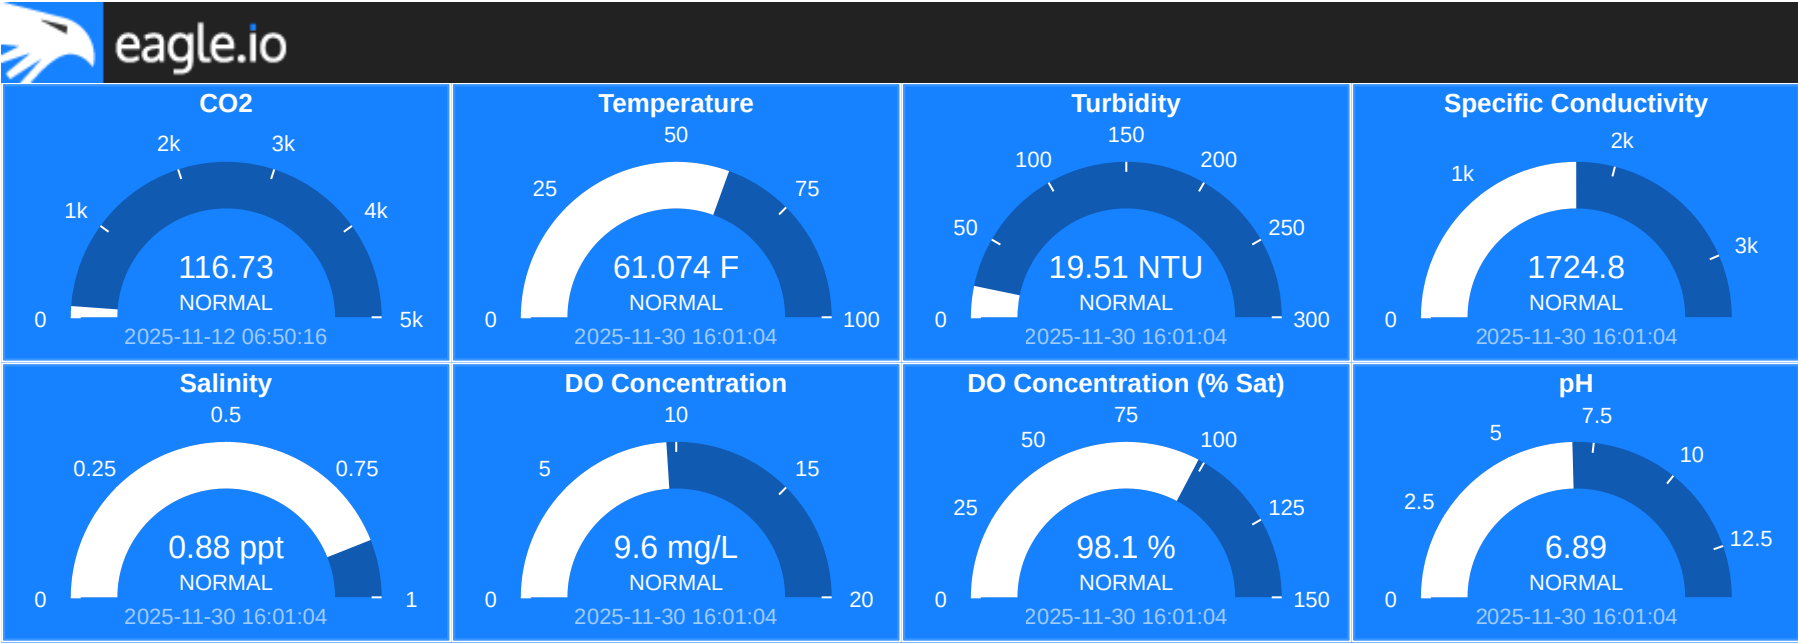 eagle.io
CO2
0
1k
2k
3k
4k
5k
116.73
NORMAL
2025-11-12 06:50:16
Temperature
0
25
50
75
100
61.074 F
NORMAL
2025-11-30 16:01:04
Turbidity
0
50
100
150
200
250
300
19.51 NTU
NORMAL
2025-11-30 16:01:04
Specific Conductivity
0
1k
2k
3k
1724.8
NORMAL
2025-11-30 16:01:04
Salinity
0
0.25
0.5
0.75
1
0.88 ppt
NORMAL
2025-11-30 16:01:04
DO Concentration
0
5
10
15
20
9.6 mg/L
NORMAL
2025-11-30 16:01:04
DO Concentration (% Sat)
0
25
50
75
100
125
150
98.1 %
NORMAL
2025-11-30 16:01:04
pH
0
2.5
5
7.5
10
12.5
6.89
NORMAL
2025-11-30 16:01:04